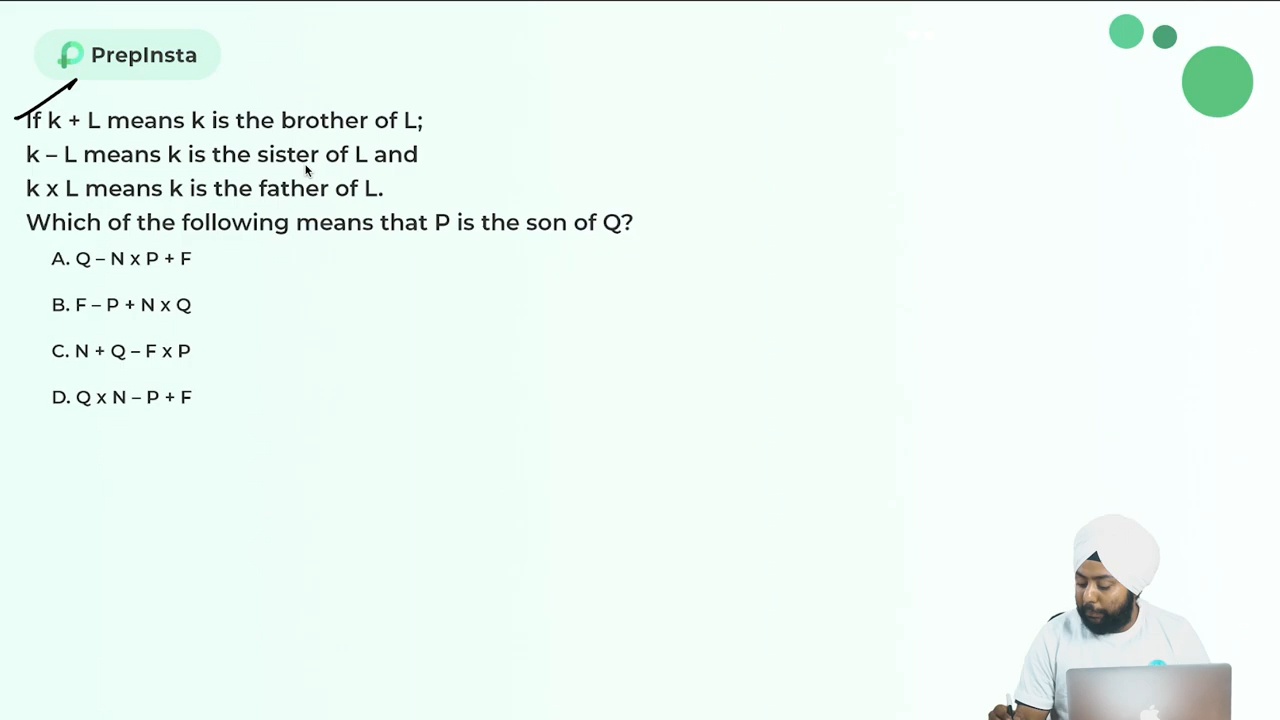 PrepInsta
If k + L means k is the brother of L;
k – L means k is the sister of L and
k x L means k is the father of L.
Which of the following means that P is the son of Q?
A. Q – N x P + F
B. F – P + N x Q
C. N + Q – F x P
D. Q x N – P + F